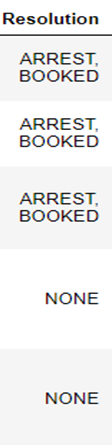 Resolution
ARREST,
BOOKED
ARREST,
BOOKED
ARREST,
BOOKED
NONE
NONE